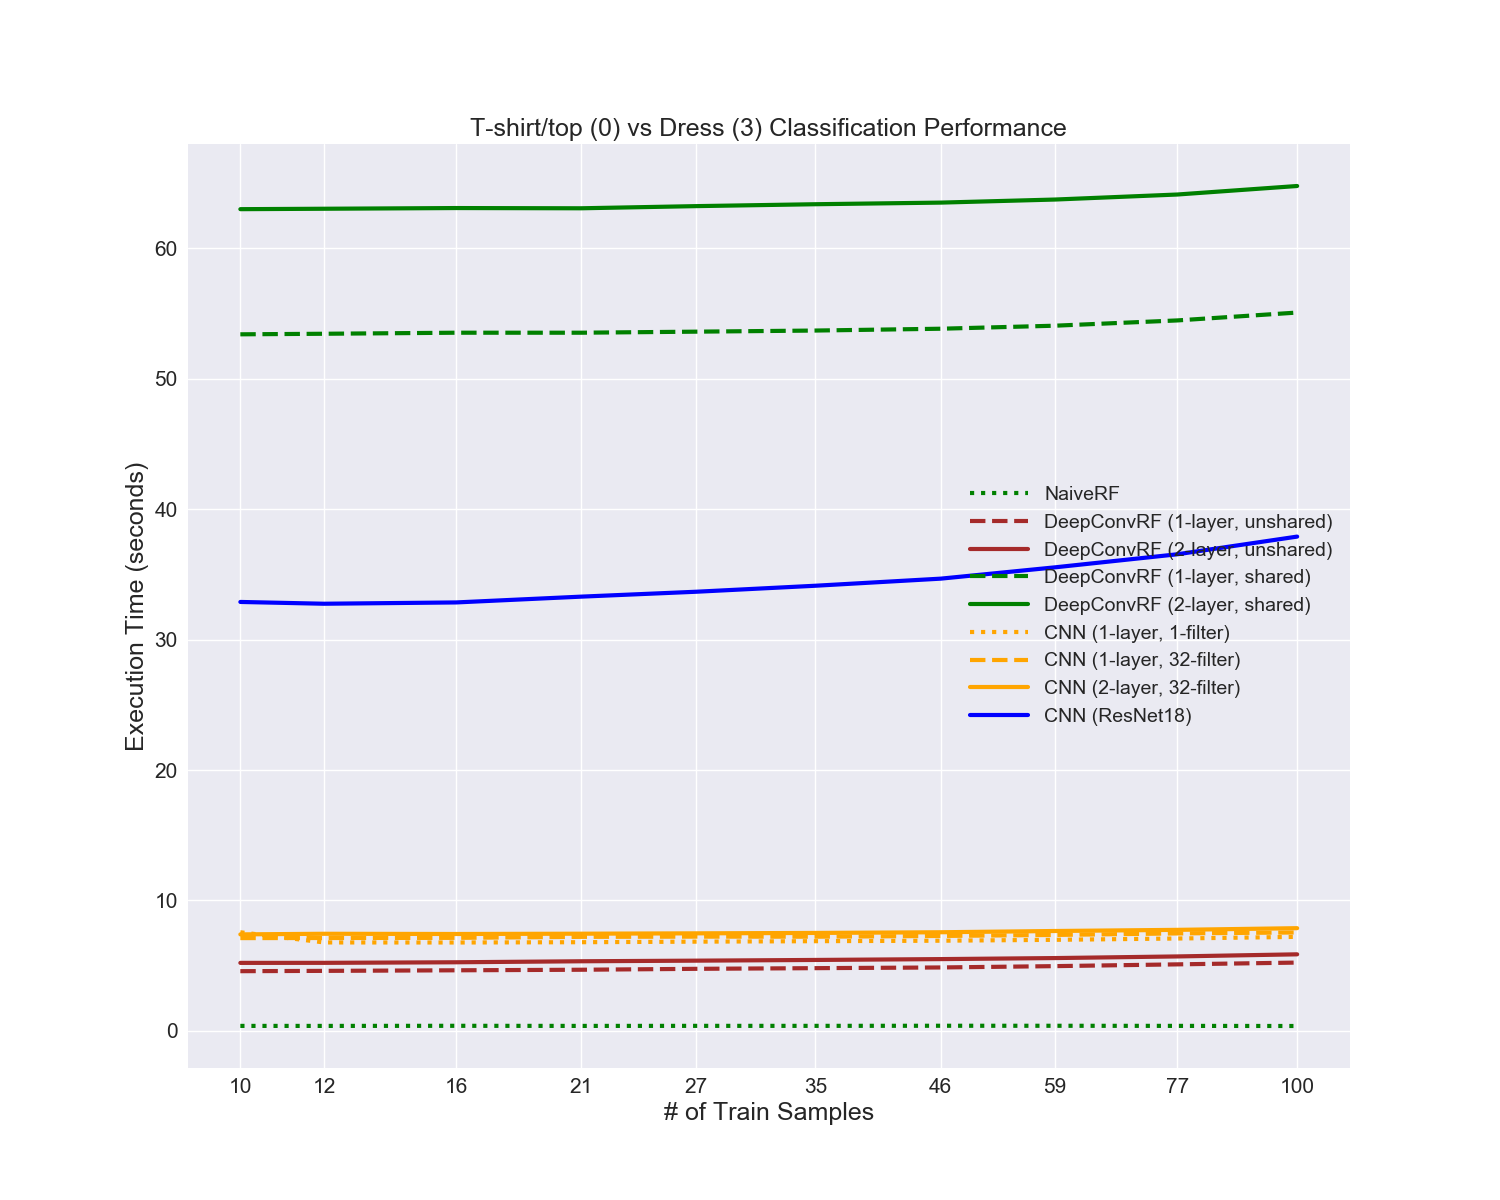 T-shirt/top (0) vs Dress (3) Classification Performance
Execution Time (seconds)
60
50
40
30
20
10
0
NaiveRF
DeepConvRF (1-layer, unshared)
DeepConvRF (2-layer, unshared)
DeepConvRF (1-layer, shared)
DeepConvRF (2-layer, shared)
CNN (1-layer, 1-filter)
CNN (1-layer, 32-filter)
CNN (2-layer, 32-filter)
CNN (ResNet18)
10 12 16 21 27 35 46 59 77 100
# of Train Samples